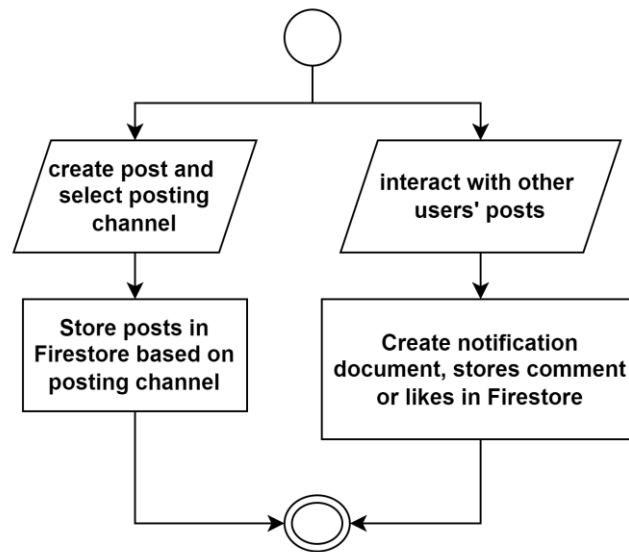 create post and
select posting
channel
interact with other
users' posts
Store posts in
Firestore based on
posting channel
Create notification
document, stores comment
or likes in Firestore